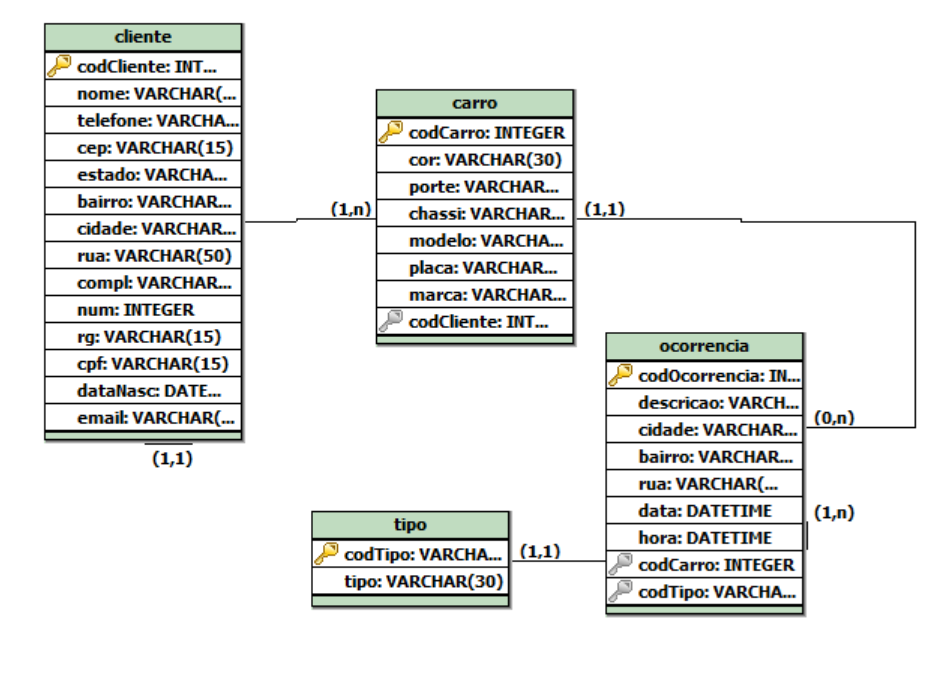 cliente
codCliente: INT...
nome: VARCHAR(...
telefone: VARCHA...
cep: VARCHAR(15)
estado: VARCHA...
bairro: VARCHAR...
cidade: VARCHAR...
rua: VARCHAR(50)
compl: VARCHAR...
num: INTEGER
rg: VARCHAR(15)
cpf: VARCHAR(15)
dataNasc: DATE...
email: VARCHAR(...
(1,1)
(1,n)
carro
codCarro: INTEGER
cor: VARCHAR(30)
porte: VARCHAR...
chassi: VARCHAR...
modelo: VARCHA...
placa: VARCHAR...
marca: VARCHAR...
codCliente: INT...
(1,1)
ocorrencia
codOcorrencia: IN...
descricao: VARCH...
cidade: VARCHAR...
bairro: VARCHAR...
rua: VARCHAR(...
data: DATETIME
hora: DATETIME
codCarro: INTEGER
codTipo: VARCHA...
(0,n)
(1,n)
tipo
codTipo: VARCHA...
tipo: VARCHAR(30)
(1,1)